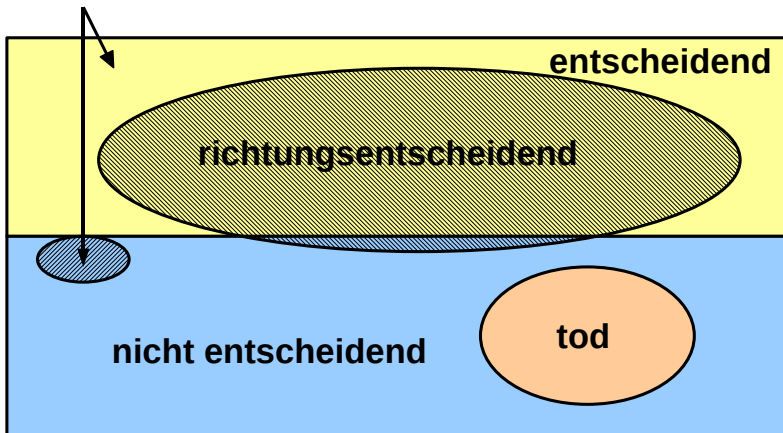 entscheidend
richtungsentscheidend
tod
nicht entscheidend